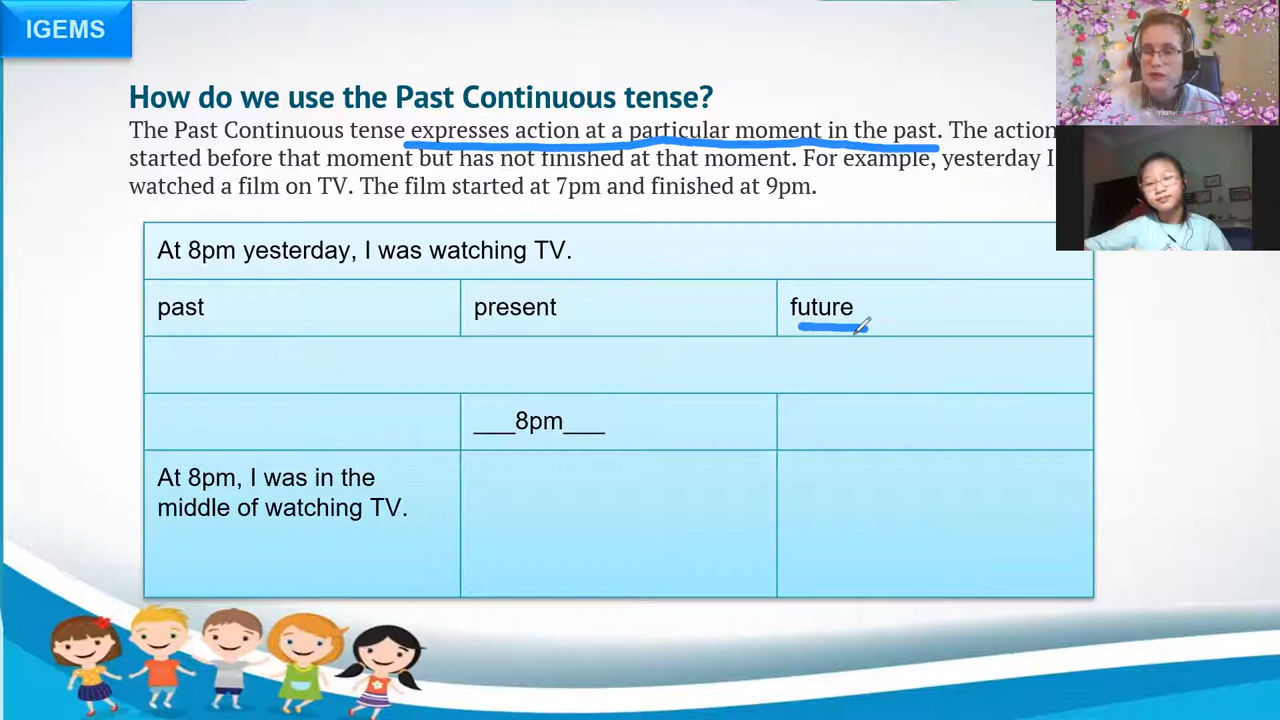 IGEMS
How do we use the Past Continuous tense?
The Past Continuous tense expresses action at a particular moment in the past. The action
started before that moment but has not finished at that moment. For example, yesterday I
watched a film on TV. The film started at 7pm and finished at 9pm.
At 8pm yesterday, I was watching TV.
past present future
___8pm___
At 8pm, I was in the
middle of watching TV.